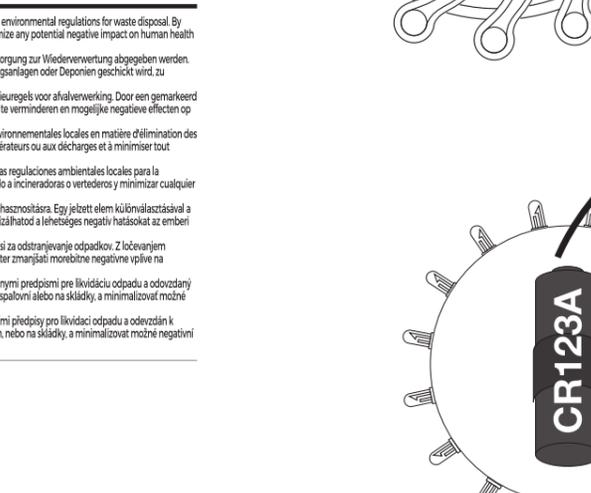 environmental regulations for waste disposal. By
mize any potential negative impact on human health
orgung zur Wiederverwertung abgegeben werden.
gsanlagen oder Deponien geschickt wird, zu
ieuregels voor afvalverwerking. Door een gemarkeerd
te verminderen en mogelijke negatieve effecten op
vironnementales locales en matière d'élimination des
érateurs ou aux décharges et à minimiser tout
as regulaciones ambientales locales para la
o a incineradoras o vertederos y minimizar cualquier
hasznosításra. Egy jelzett elem különválasztásával a
izálhatod a lehetséges negatív hatásokat az emberi
si za odstranjevanje odpadkov. Z ločevanjem
ter zmanjšati morebitne negativne vplive na
nymi predpismi pre likvidáciu odpadu a odovzdaný
spaľovní alebo na skládky, a minimalizovať možné
mi předpisy pro likvidaci odpadu a odevzdán k
, nebo na skládky, a minimalizovat možné negativní
CR123A